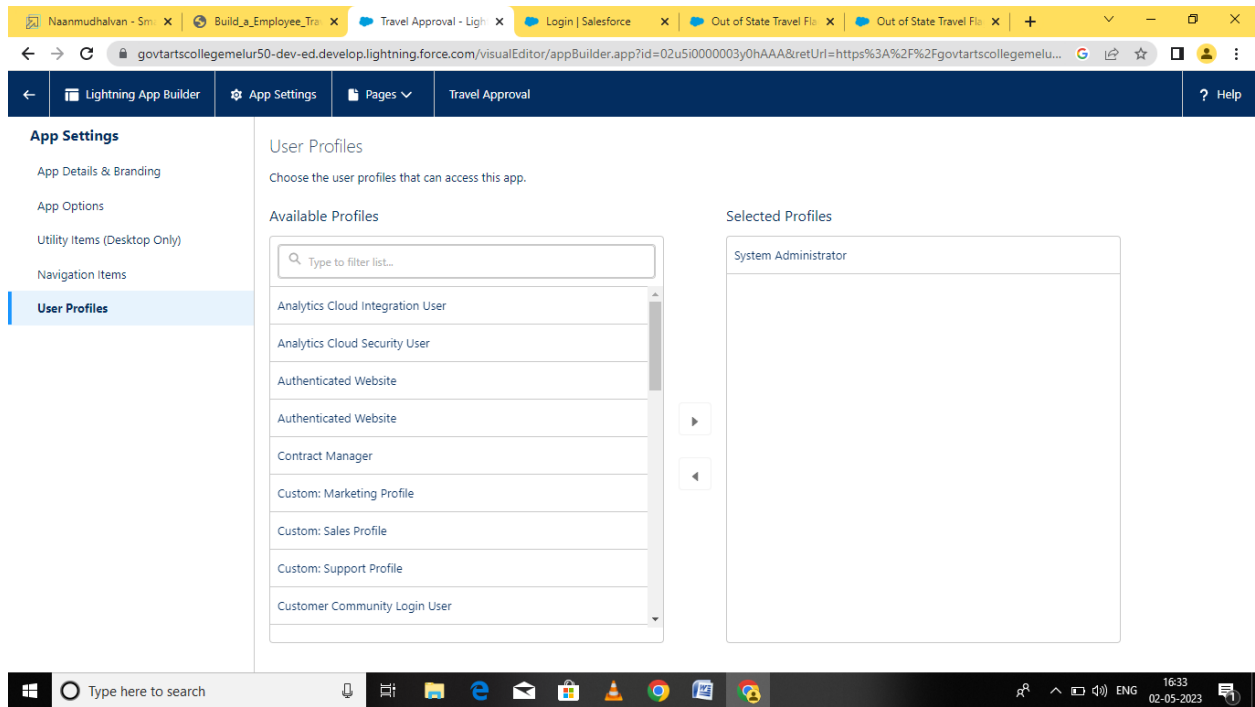 Naanmudhalvan - Sm
Build_a_Employee_Tra
Travel Approval - Ligh
Login | Salesforce
Out of State Travel Fla
Out of State Travel Fla
govtartscollegemelur50-dev-ed.develop.lightning.force.com/visualEditor/appBuilder.app?id=02u5i0000003y0hAAA&retUrl=https%3A%2F%2Fgovtartscollegemelu...
Lightning App Builder
App Settings
Pages
Travel Approval
? Help
App Settings
App Details & Branding
App Options
Utility Items (Desktop Only)
Navigation Items
User Profiles
User Profiles
Choose the user profiles that can access this app.
Available Profiles
Type to filter list...
Analytics Cloud Integration User
Analytics Cloud Security User
Authenticated Website
Authenticated Website
Contract Manager
Custom: Marketing Profile
Custom: Sales Profile
Custom: Support Profile
Customer Community Login User
Selected Profiles
System Administrator
Type here to search
ENG
16:33
02-05-2023
1